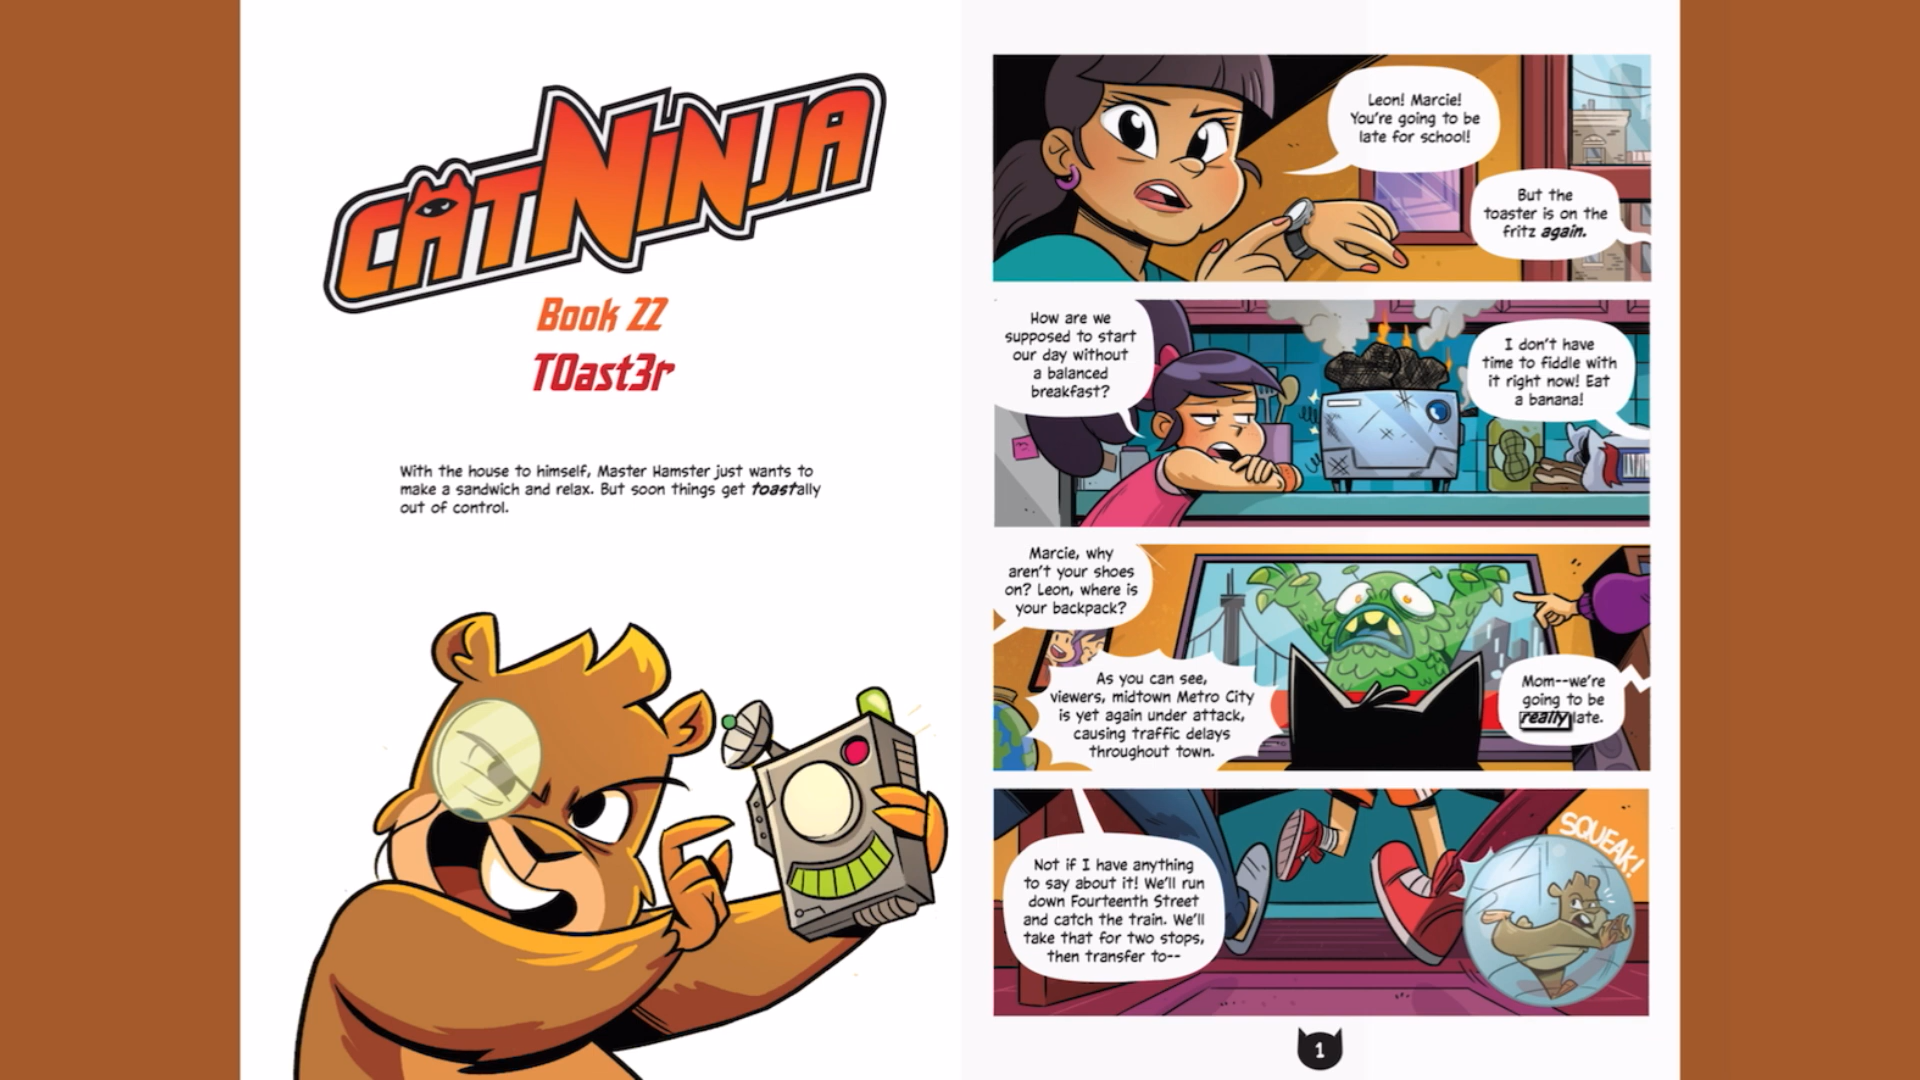 CATNINJA
Book 22
T0ast3r
With the house to himself, Master Hamster just wants to
make a sandwich and relax. But soon things get toastally
out of control.
Leon! Marcie!
You're going to be
late for school!
But the
toaster is on the
fritz again.
How are we
supposed to start
our day without
a balanced
breakfast?
I don't have
time to fiddle with
it right now! Eat
a banana!
Marcie, why
aren't your shoes
on? Leon, where is
your backpack?
As you can see,
viewers, midtown Metro City
is yet again under attack,
causing traffic delays
throughout town.
Mom--we're
going to be
really late.
Not if I have anything
to say about it! We'll run
down Fourteenth Street
and catch the train. We'll
take that for two stops,
then transfer to--
SQUEAK!
1